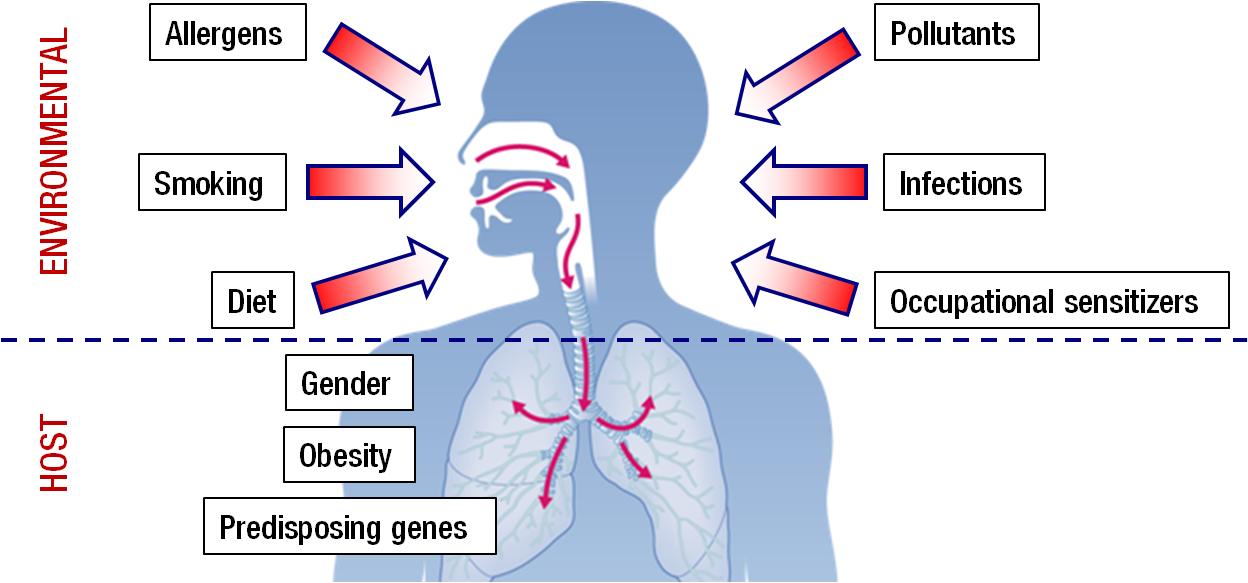 ENVIRONMENTAL
Allergens
Pollutants
Smoking
Infections
Diet
Occupational sensitizers
HOST
Gender
Obesity
Predisposing genes